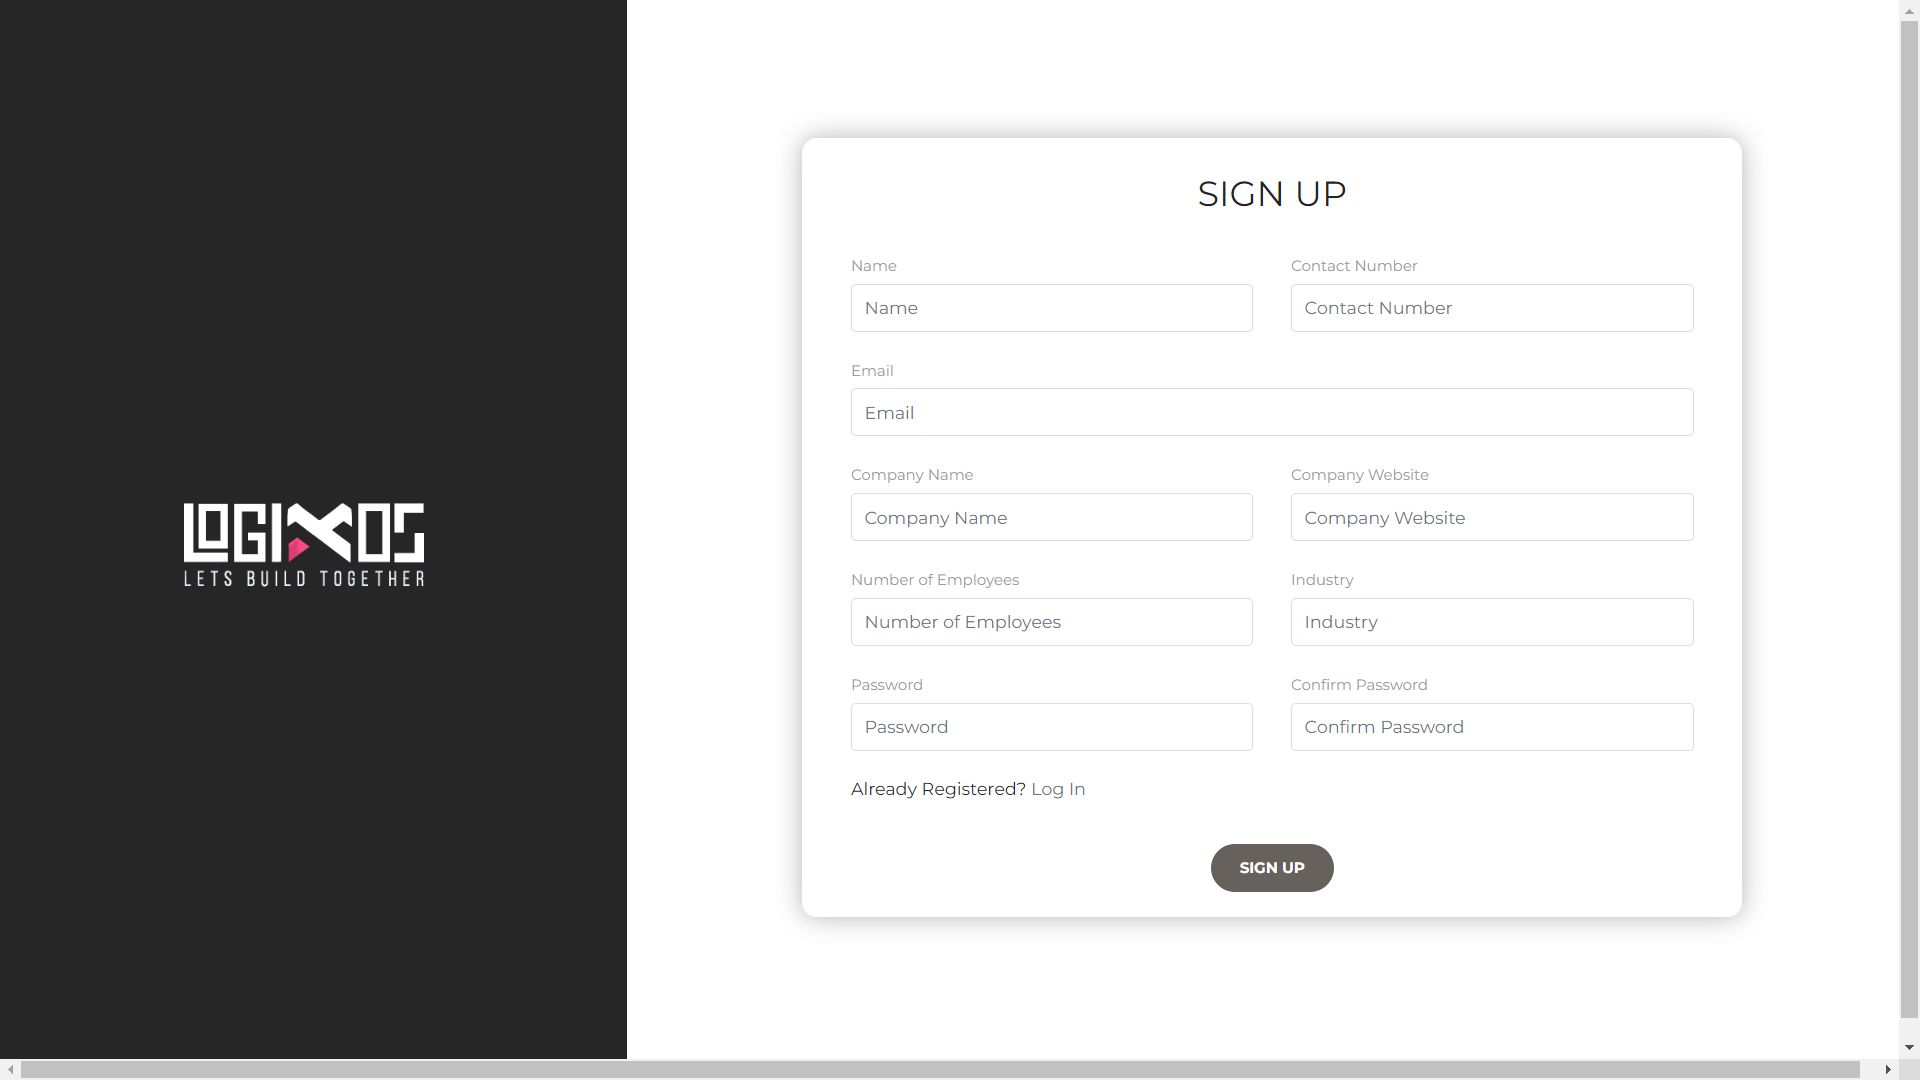 LOGIXOS
LETS BUILD TOGETHER
SIGN UP
Name Contact Number
Name Contact Number
Email
Email
Company Name Company Website
Company Name Company Website
Number of Employees Industry
Number of Employees Industry
Password Confirm Password
Password Confirm Password
Already Registered? Log In
SIGN UP